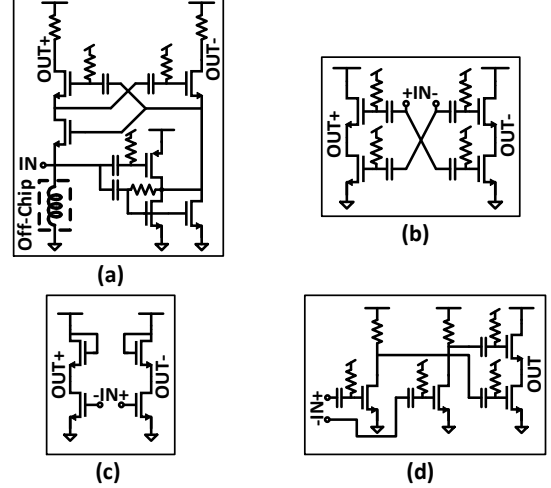 OUT+
OUT-
IN
Off-Chip
(a)
OUT+
+IN-
OUT-
(b)
OUT+
-IN+
OUT-
(c)
-IN+
OUT
(d)